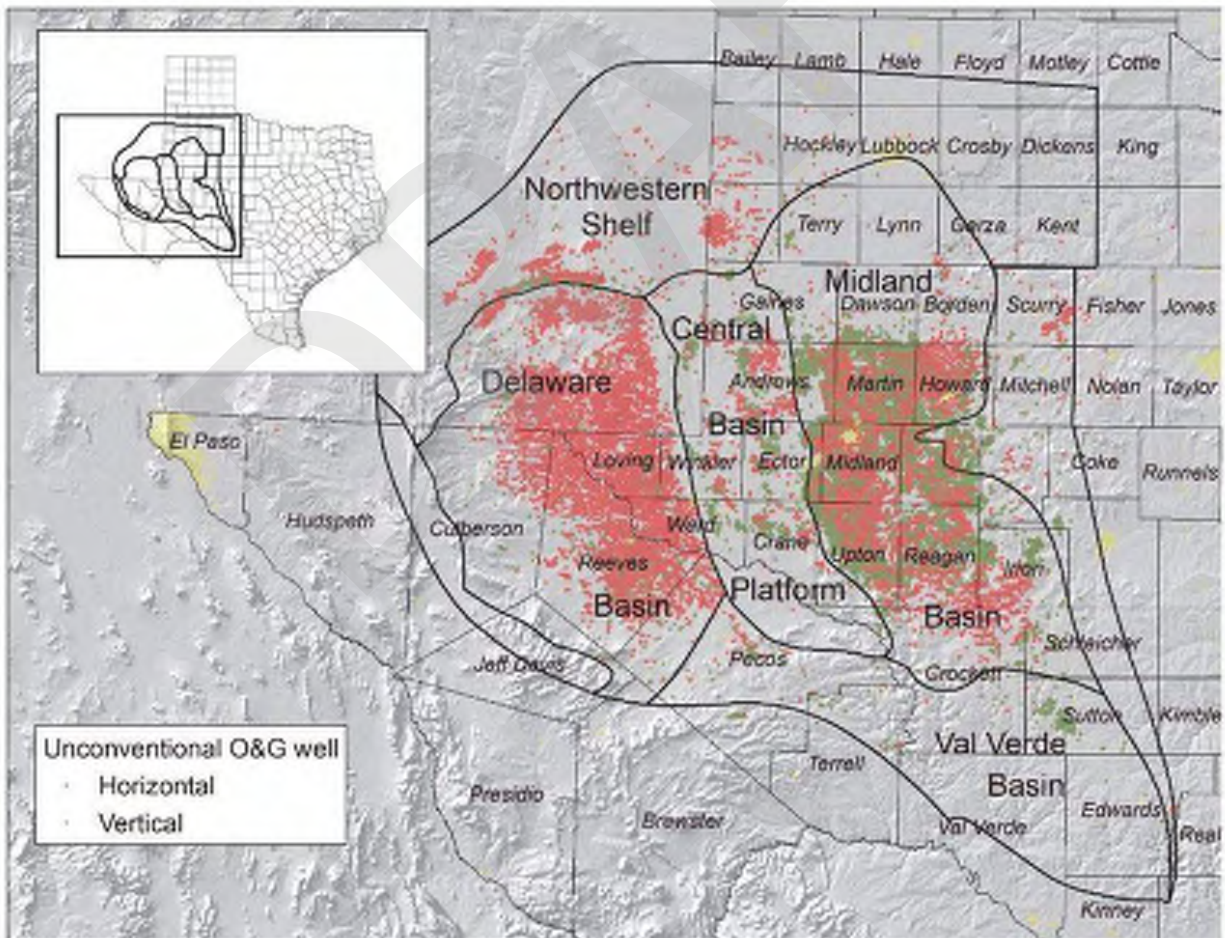 Bailey Lamb Hale Floyd Motley Cottle
Hockley Lubbock Crosby Dickens King
Northwestern
Shelf
Terry Lynn Garza Kent
Midland
Gaines Dawson Borden Scurry Fisher Jones
Central
Delaware
Andrews Martin Howard Mitchell Nolan Taylor
Basin
El Paso
Loving Winkler Ector Midland Coke Runnels
Hudspeth Culberson Ward Crane
Reeves Upton Reagan Irion
Basin Platform Basin
Jeff Davis Pecos Crockett Schleicher
Sutton Kimble
Unconventional O&G well
Horizontal
Vertical
Val Verde
Basin
Terrell
Presidio Brewster Val Verde Edwards Real
Kinney
DRAFT